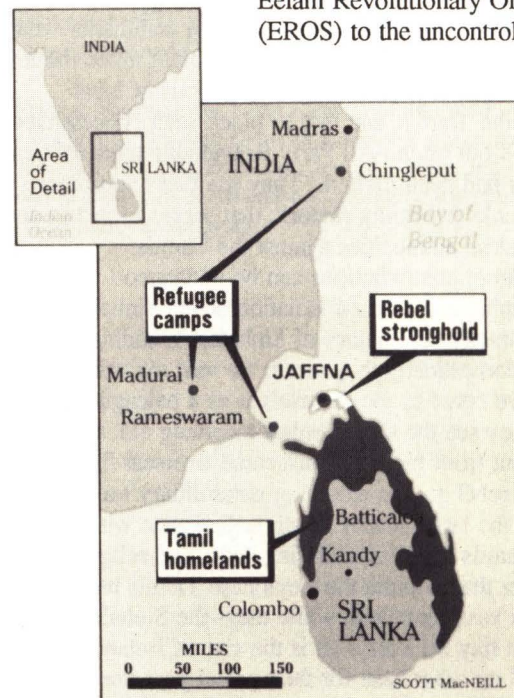 Eelam Revolutionary Or
(EROS) to the uncontrol
INDIA
Area
of
Detail
SRI LANKA
Indian
Ocean
Madras
INDIA
Chingleput
Bay of
Bengal
Refugee
camps
Rebel
stronghold
Madurai
JAFFNA
Rameswaram
Tamil
homelands
Batticaloa
Kandy
Colombo
SRI
LANKA
MILES
0 50 100 150
SCOTT MacNEILL